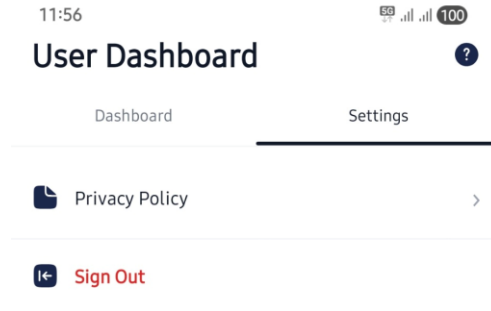 11:56
5G
100
User Dashboard
?
Dashboard
Settings
Privacy Policy
Sign Out